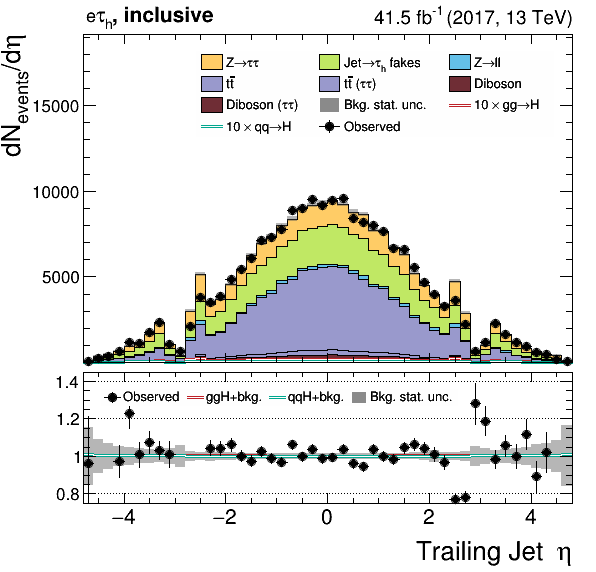 eτh, inclusive 41.5 fb⁻¹ (2017, 13 TeV)
dNevents/dη
Z→ττ Jet→τh fakes Z→ll
tt̄ tt̄ (ττ) Diboson
Diboson (ττ) Bkg. stat. unc. 10 × gg→H
10 × qq→H Observed
15000
10000
5000
Observed ggH+bkg. qqH+bkg. Bkg. stat. unc.
1.4
1.2
1
0.8
−4 −2 0 2 4
Trailing Jet η